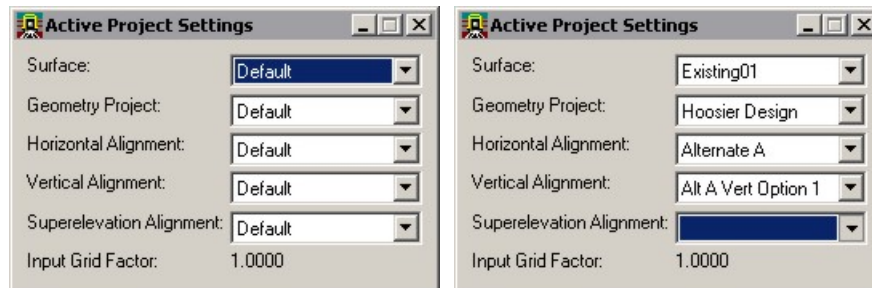 Active Project Settings
Surface: Default
Geometry Project: Default
Horizontal Alignment: Default
Vertical Alignment: Default
Superelevation Alignment: Default
Input Grid Factor: 1.0000
Active Project Settings
Surface: Existing01
Geometry Project: Hoosier Design
Horizontal Alignment: Alternate A
Vertical Alignment: Alt A Vert Option 1
Superelevation Alignment:
Input Grid Factor: 1.0000